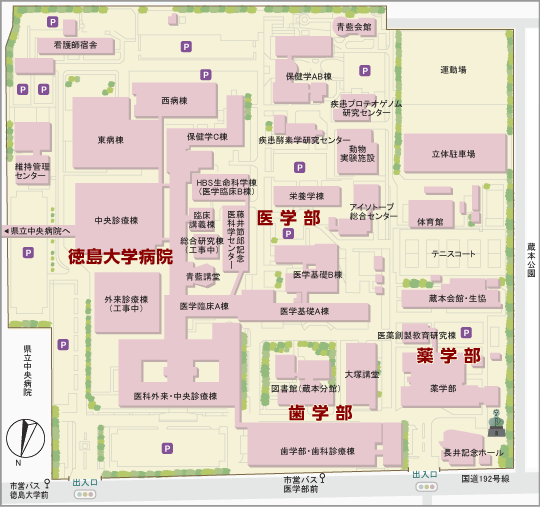 P
青藍会館
看護師宿舎
P
P
運動場
保健学AB棟
P
P
P
西病棟
疾患プロテオゲノム
研究センター
東病棟
保健学C棟
疾患酵素学研究センター
動物
実験施設
立体駐車場
維持管理
センター
P
HBS生命科学棟
(医学臨床B棟)
栄養学棟
アイソトープ
総合センター
中央診療棟
臨床
講義棟
藤井節郎記念
医科学センター
医学部
体育館
県立中央病院へ
総合研究棟
(工事中)
P
蔵本公園
徳島大学病院
P
テニスコート
青藍講堂
医学基礎B棟
外来診療棟
(工事中)
医学臨床A棟
医学基礎A棟
蔵本会館・生協
医薬創製教育研究棟
P
県立中央病院
P
薬学部
大塚講堂
図書館(蔵本分館)
薬学部
医科外来・中央診療棟
歯学部
N
P
歯学部・歯科診療棟
長井記念ホール
市営バス
徳島大学前
出入口
市営バス
医学部前
出入口
国道192号線